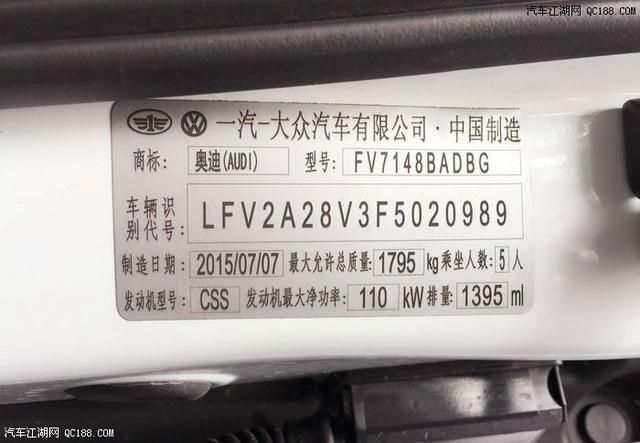 汽车江湖网 QC188.COM
一汽-大众汽车有限公司·中国制造
商标: 奥迪(AUDI) 型号: FV7148BADBG
车辆识别代号: LFV2A28V3F5020989
制造日期: 2015/07/07 最大允许总质量: 1795 kg 乘坐人数: 5 人
发动机型号: CSS 发动机最大净功率: 110 kW 排量: 1395 ml
汽车江湖网 QC188.COM